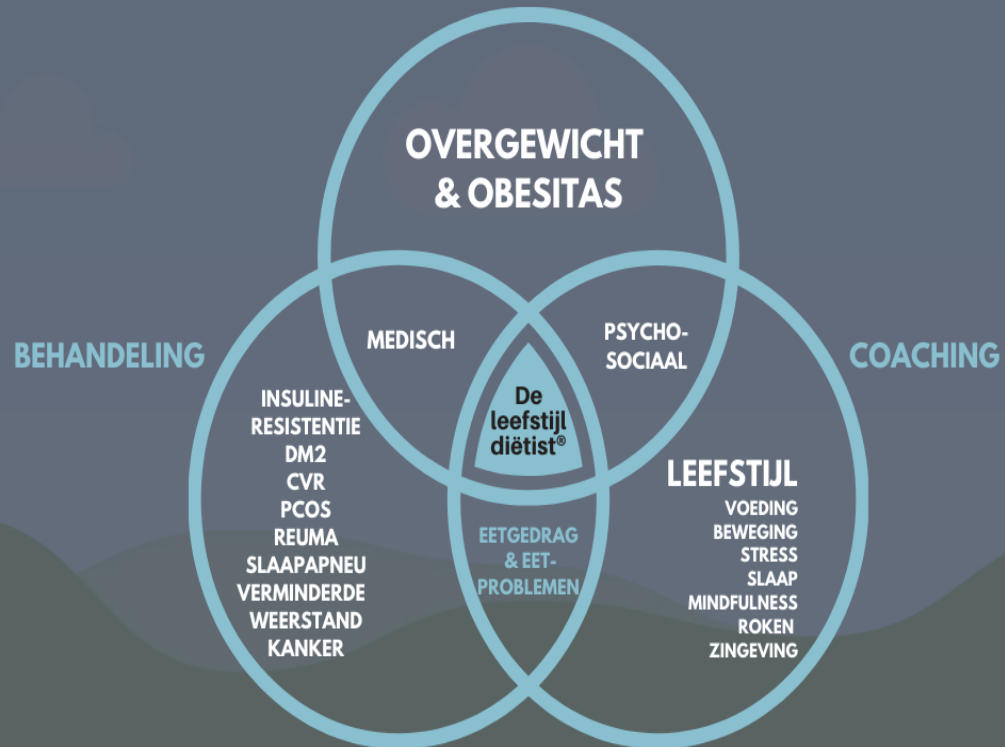 OVERGEWICHT
& OBESITAS
BEHANDELING
MEDISCH
PSYCHO-
SOCIAAL
COACHING
De
leefstijl
diëtist®
INSULINE-
RESISTENTIE
DM2
CVR
PCOS
REUMA
SLAAPAPNEU
VERMINDERDE
WEERSTAND
KANKER
EETGEDRAG
& EET-
PROBLEMEN
LEEFSTIJL
VOEDING
BEWEGING
STRESS
SLAAP
MINDFULNESS
ROKEN
ZINGEVING